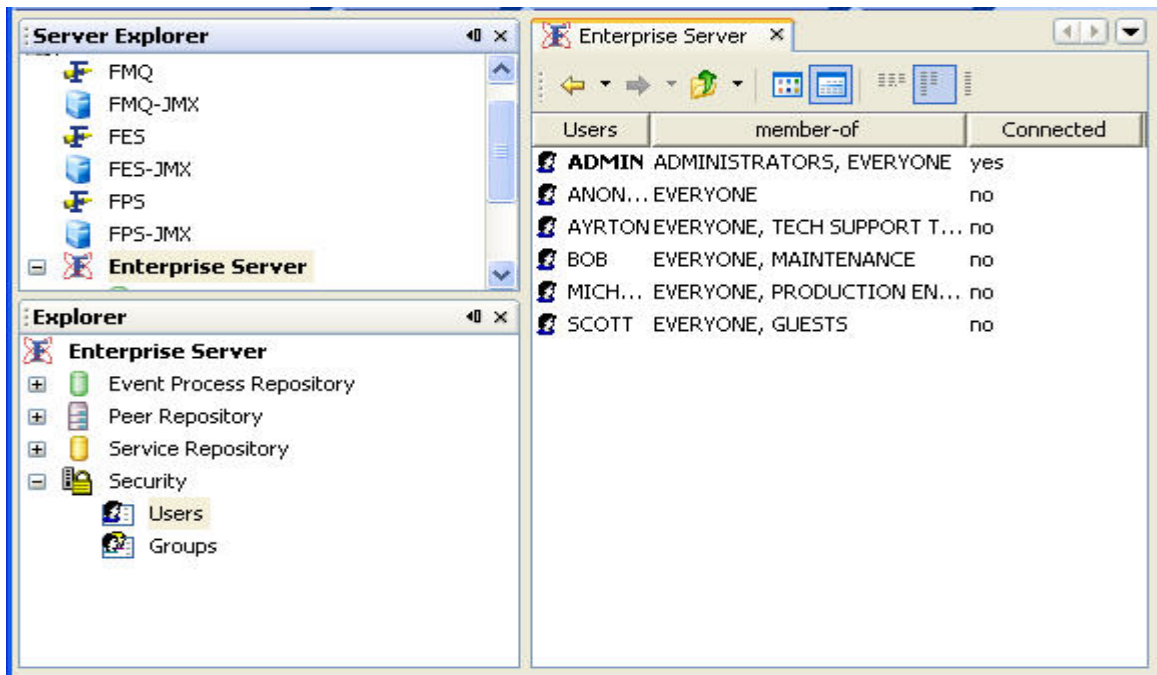 Server Explorer
FMQ
FMQ-JMX
FES
FES-JMX
FPS
FPS-JMX
Enterprise Server
Explorer
Enterprise Server
Event Process Repository
Peer Repository
Service Repository
Security
Users
Groups
Enterprise Server
Users member-of Connected
ADMIN ADMINISTRATORS, EVERYONE yes
ANON... EVERYONE no
AYRTON EVERYONE, TECH SUPPORT T... no
BOB EVERYONE, MAINTENANCE no
MICH... EVERYONE, PRODUCTION EN... no
SCOTT EVERYONE, GUESTS no